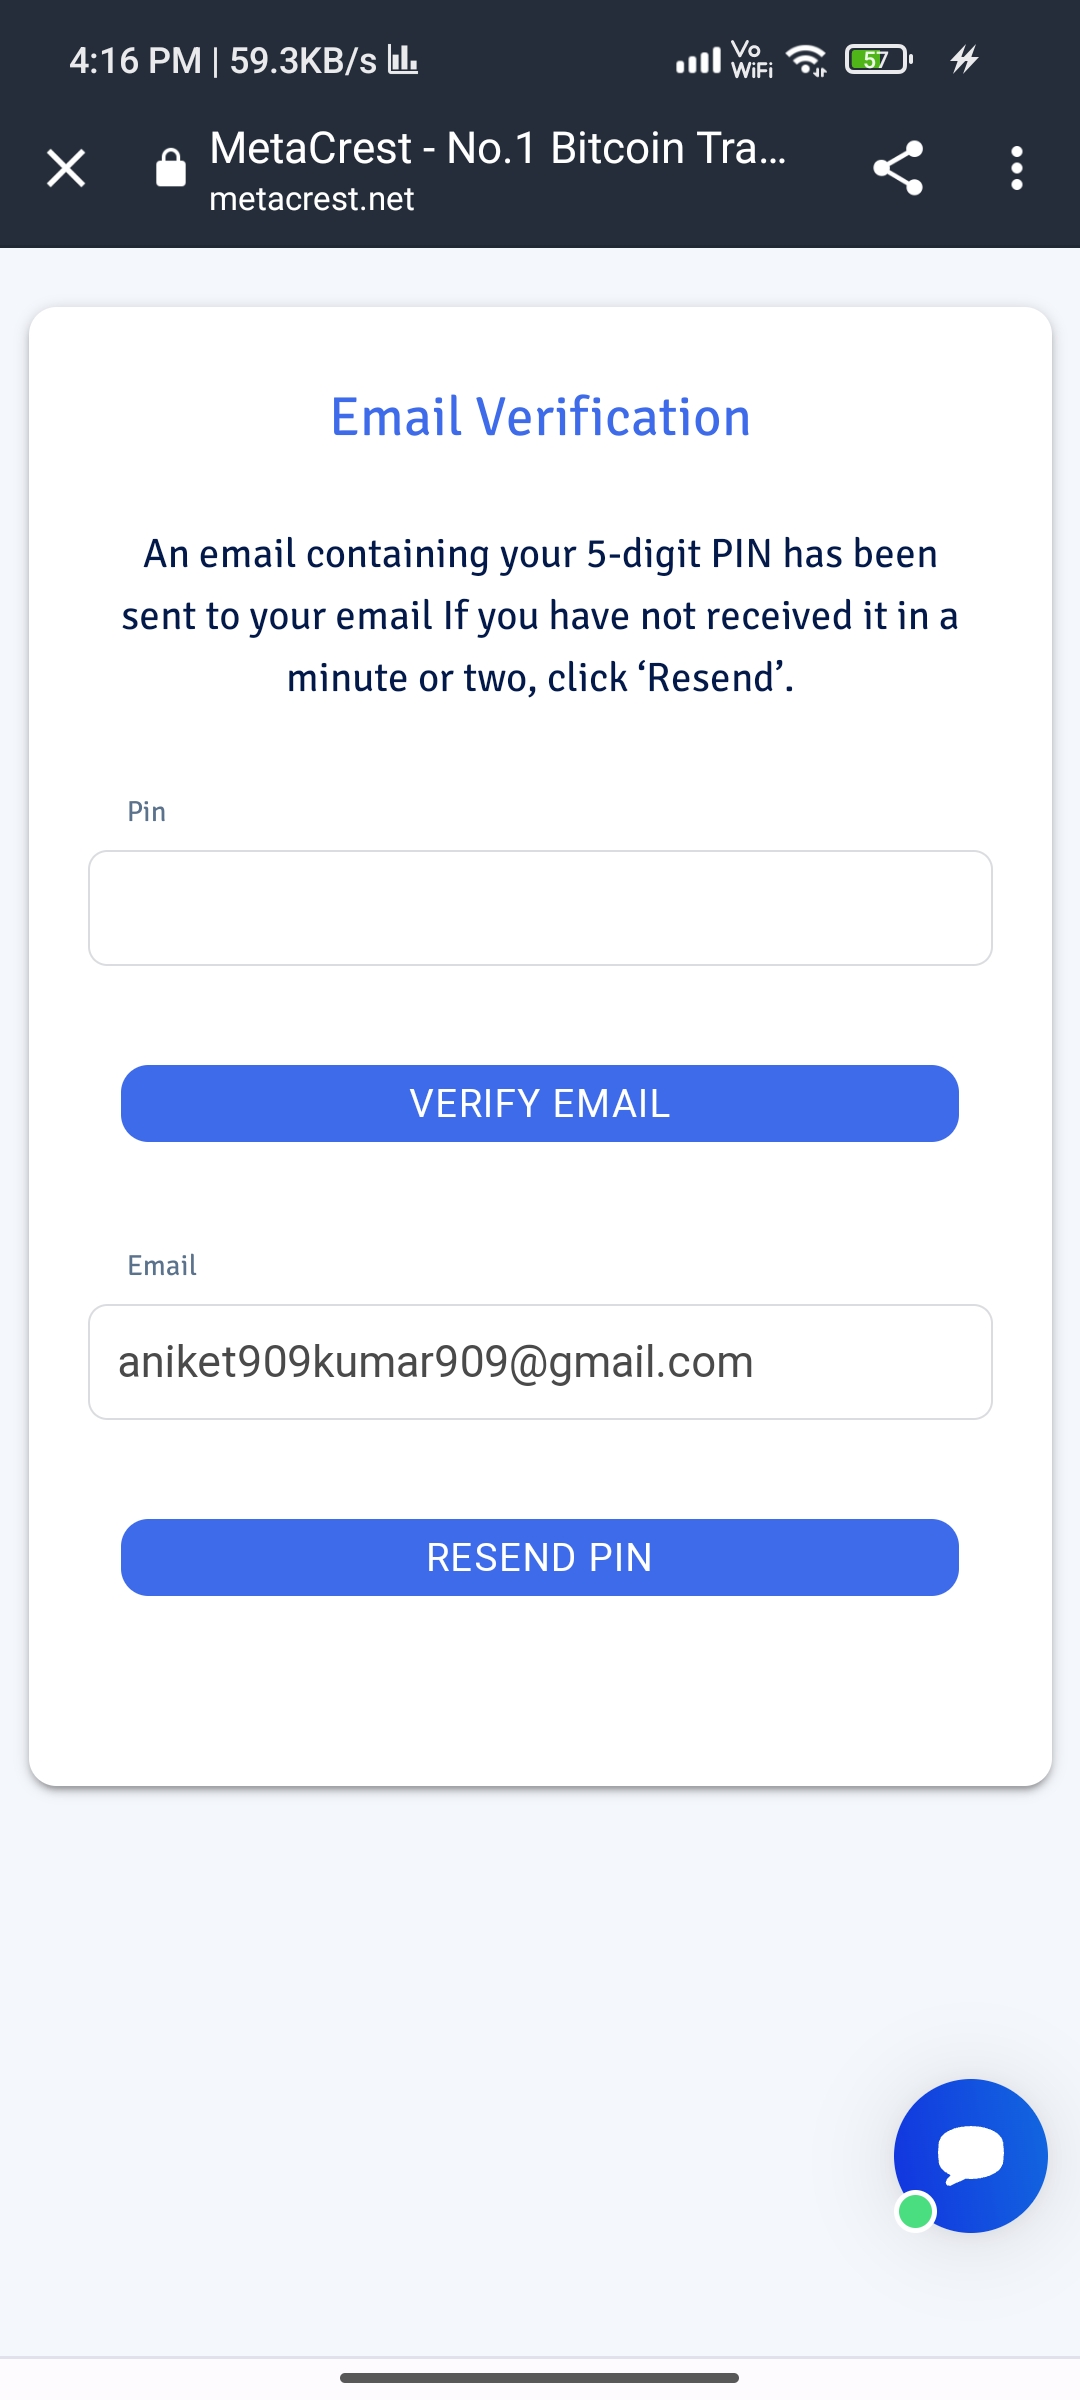 4:16 PM | 59.3KB/s
Vo
WiFi
57
MetaCrest - No.1 Bitcoin Tra...
metacrest.net
Email Verification
An email containing your 5-digit PIN has been
sent to your email If you have not received it in a
minute or two, click ‘Resend’.
Pin
VERIFY EMAIL
Email
aniket909kumar909@gmail.com
RESEND PIN